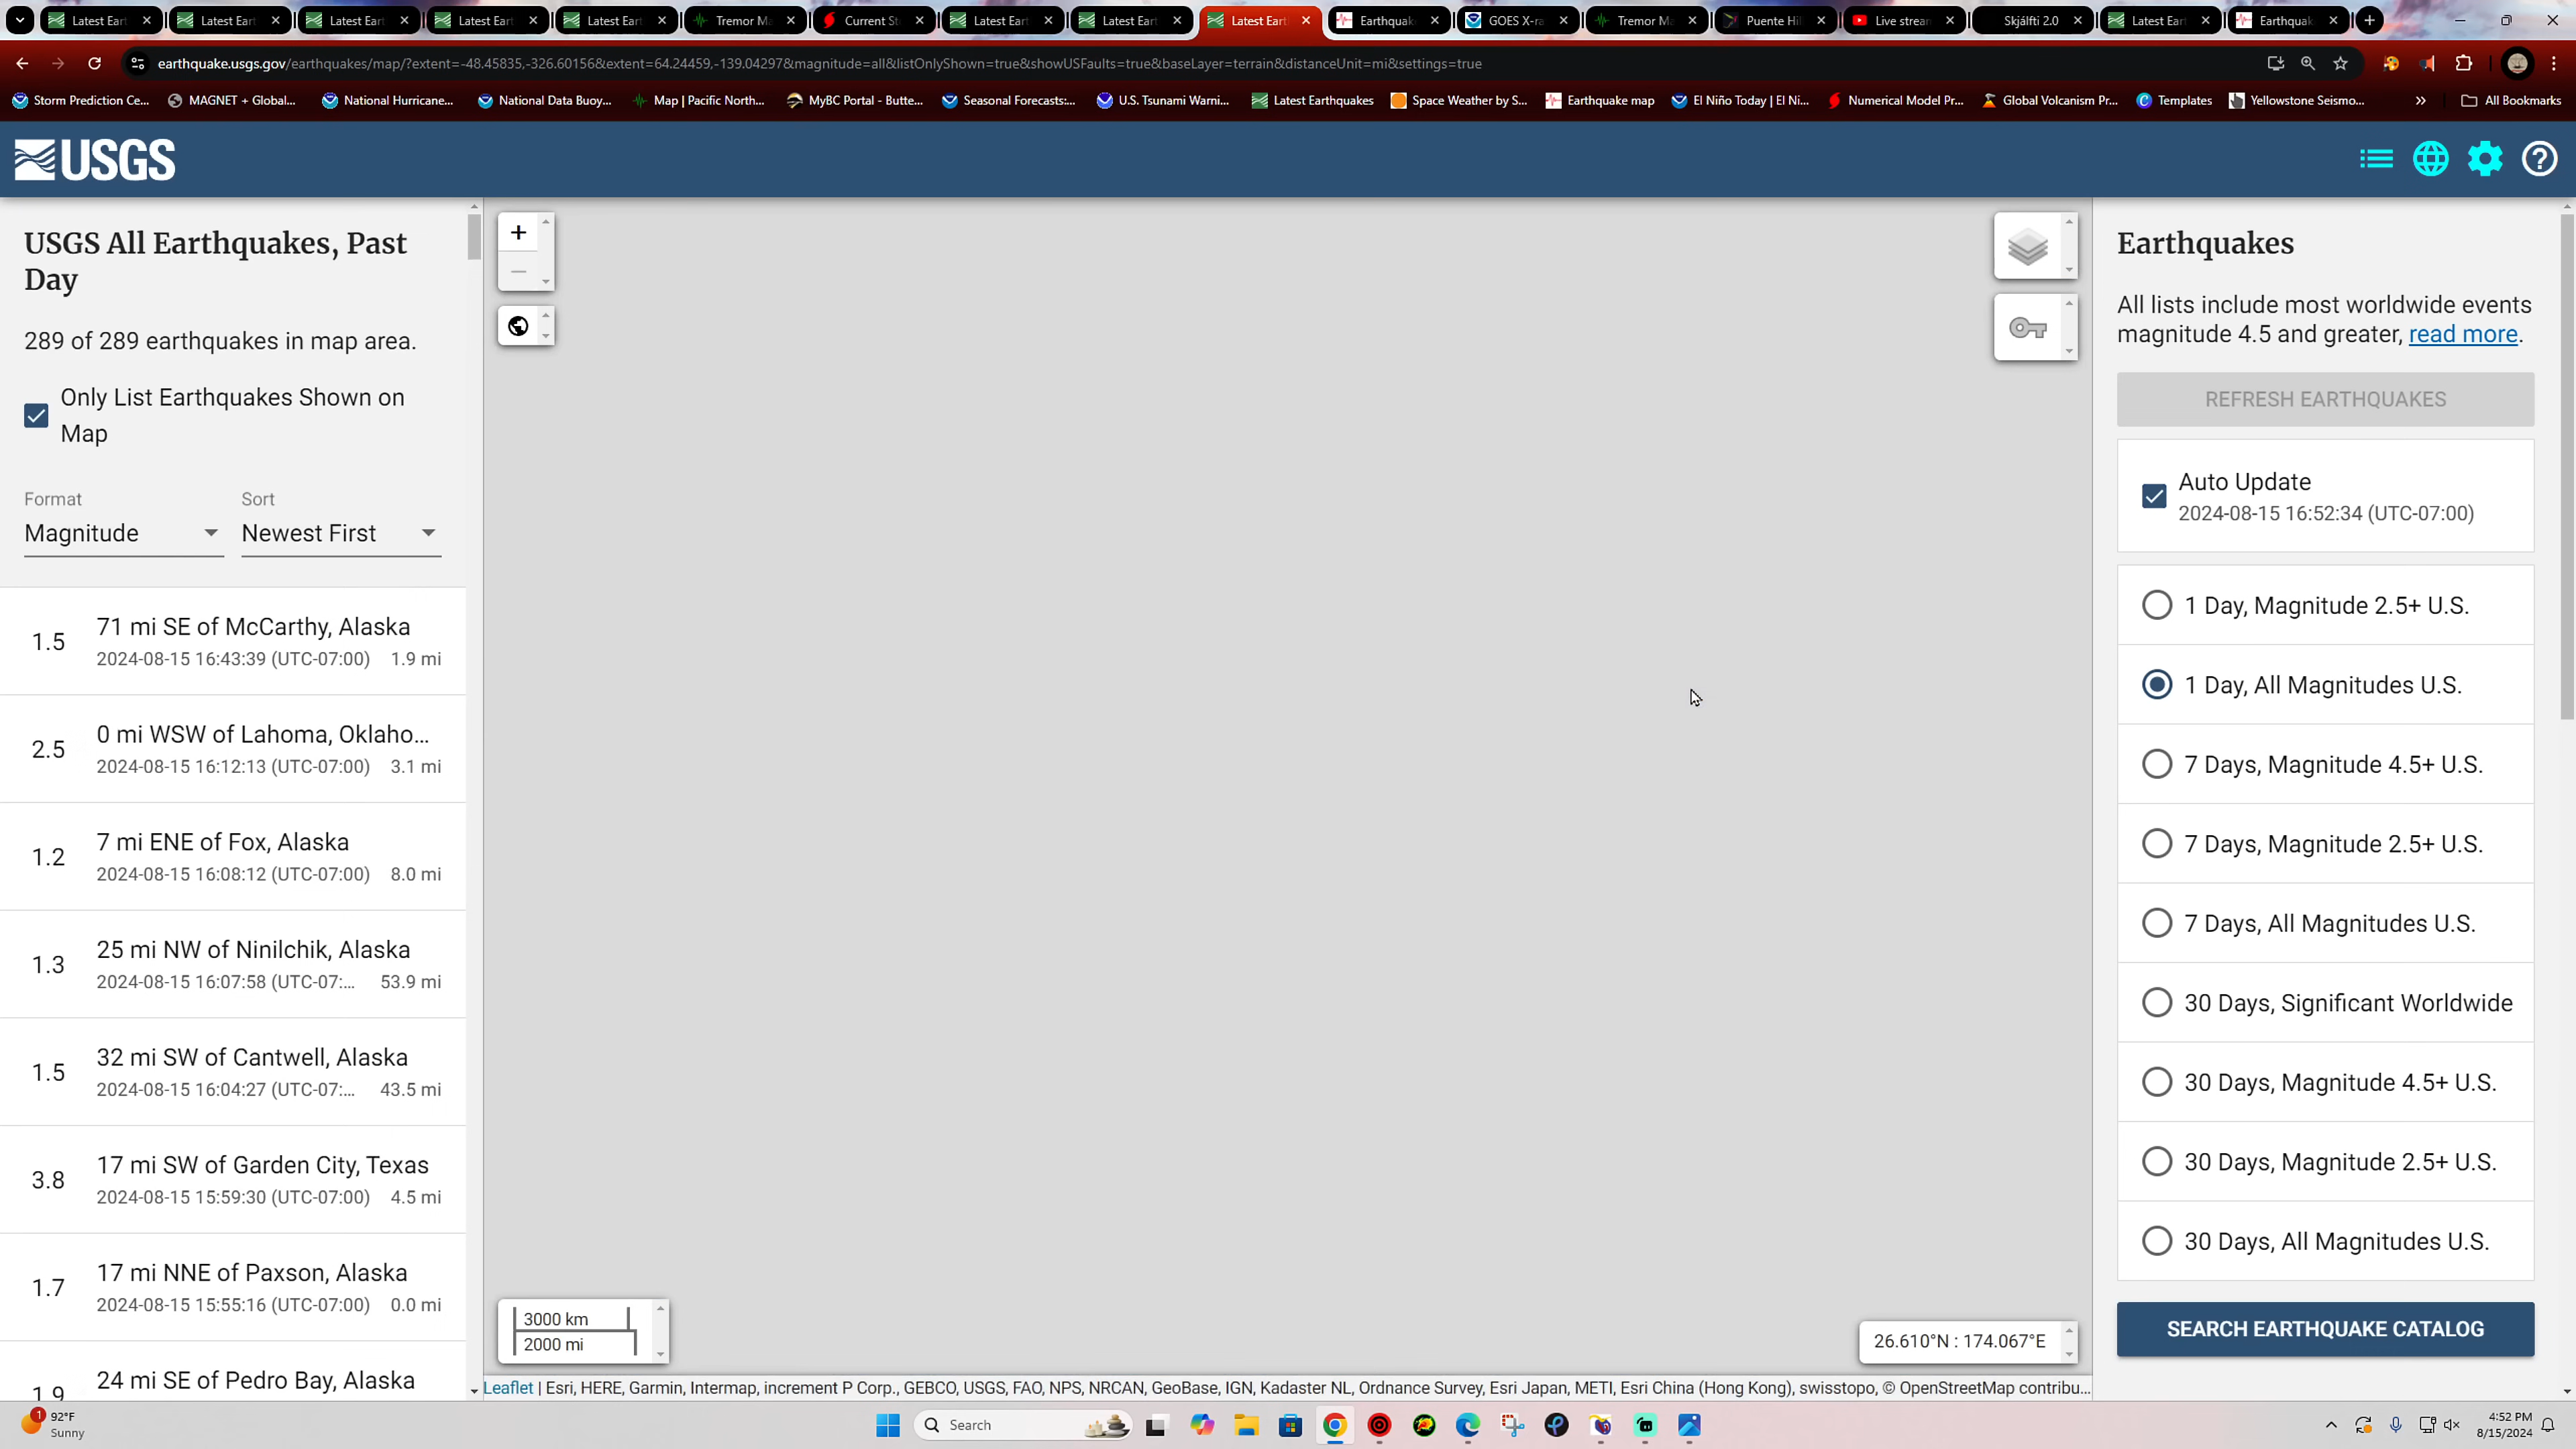 Latest Eart
Latest Eart
Latest Eart
Latest Eart
Latest Eart
Tremor Ma
Current Sto
Latest Eart
Latest Eart
Latest Eart
Earthquake
GOES X-ra
Tremor Ma
Puente Hil
Live stream
Skjálfti 2.0
Latest Eart
Earthquake
earthquake.usgs.gov/earthquakes/map/?extent=-48.45835,-326.60156&extent=64.24459,-139.04297&magnitude=all&listOnlyShown=true&showUSFaults=true&baseLayer=terrain&distanceUnit=mi&settings=true
Storm Prediction Ce...
MAGNET + Global...
National Hurricane...
National Data Buoy...
Map | Pacific North...
MyBC Portal - Butte...
Seasonal Forecasts:...
U.S. Tsunami Warni...
Latest Earthquakes
Space Weather by S...
Earthquake map
El Niño Today | El Ni...
Numerical Model Pr...
Global Volcanism Pr...
Templates
Yellowstone Seismo...
All Bookmarks
USGS
USGS All Earthquakes, Past
Day
289 of 289 earthquakes in map area.
Only List Earthquakes Shown on
Map
Format
Magnitude
Sort
Newest First
1.5
71 mi SE of McCarthy, Alaska
2024-08-15 16:43:39 (UTC-07:00) 1.9 mi
2.5
0 mi WSW of Lahoma, Oklaho...
2024-08-15 16:12:13 (UTC-07:00) 3.1 mi
1.2
7 mi ENE of Fox, Alaska
2024-08-15 16:08:12 (UTC-07:00) 8.0 mi
1.3
25 mi NW of Ninilchik, Alaska
2024-08-15 16:07:58 (UTC-07:... 53.9 mi
1.5
32 mi SW of Cantwell, Alaska
2024-08-15 16:04:27 (UTC-07:... 43.5 mi
3.8
17 mi SW of Garden City, Texas
2024-08-15 15:59:30 (UTC-07:00) 4.5 mi
1.7
17 mi NNE of Paxson, Alaska
2024-08-15 15:55:16 (UTC-07:00) 0.0 mi
1.9
24 mi SE of Pedro Bay, Alaska
+
−
3000 km
2000 mi
26.610°N : 174.067°E
Leaflet | Esri, HERE, Garmin, Intermap, increment P Corp., GEBCO, USGS, FAO, NPS, NRCAN, GeoBase, IGN, Kadaster NL, Ordnance Survey, Esri Japan, METI, Esri China (Hong Kong), swisstopo, © OpenStreetMap contribu...
Earthquakes
All lists include most worldwide events
magnitude 4.5 and greater, read more.
REFRESH EARTHQUAKES
Auto Update
2024-08-15 16:52:34 (UTC-07:00)
1 Day, Magnitude 2.5+ U.S.
1 Day, All Magnitudes U.S.
7 Days, Magnitude 4.5+ U.S.
7 Days, Magnitude 2.5+ U.S.
7 Days, All Magnitudes U.S.
30 Days, Significant Worldwide
30 Days, Magnitude 4.5+ U.S.
30 Days, Magnitude 2.5+ U.S.
30 Days, All Magnitudes U.S.
SEARCH EARTHQUAKE CATALOG
1
92°F
Sunny
Search
4:52 PM
8/15/2024